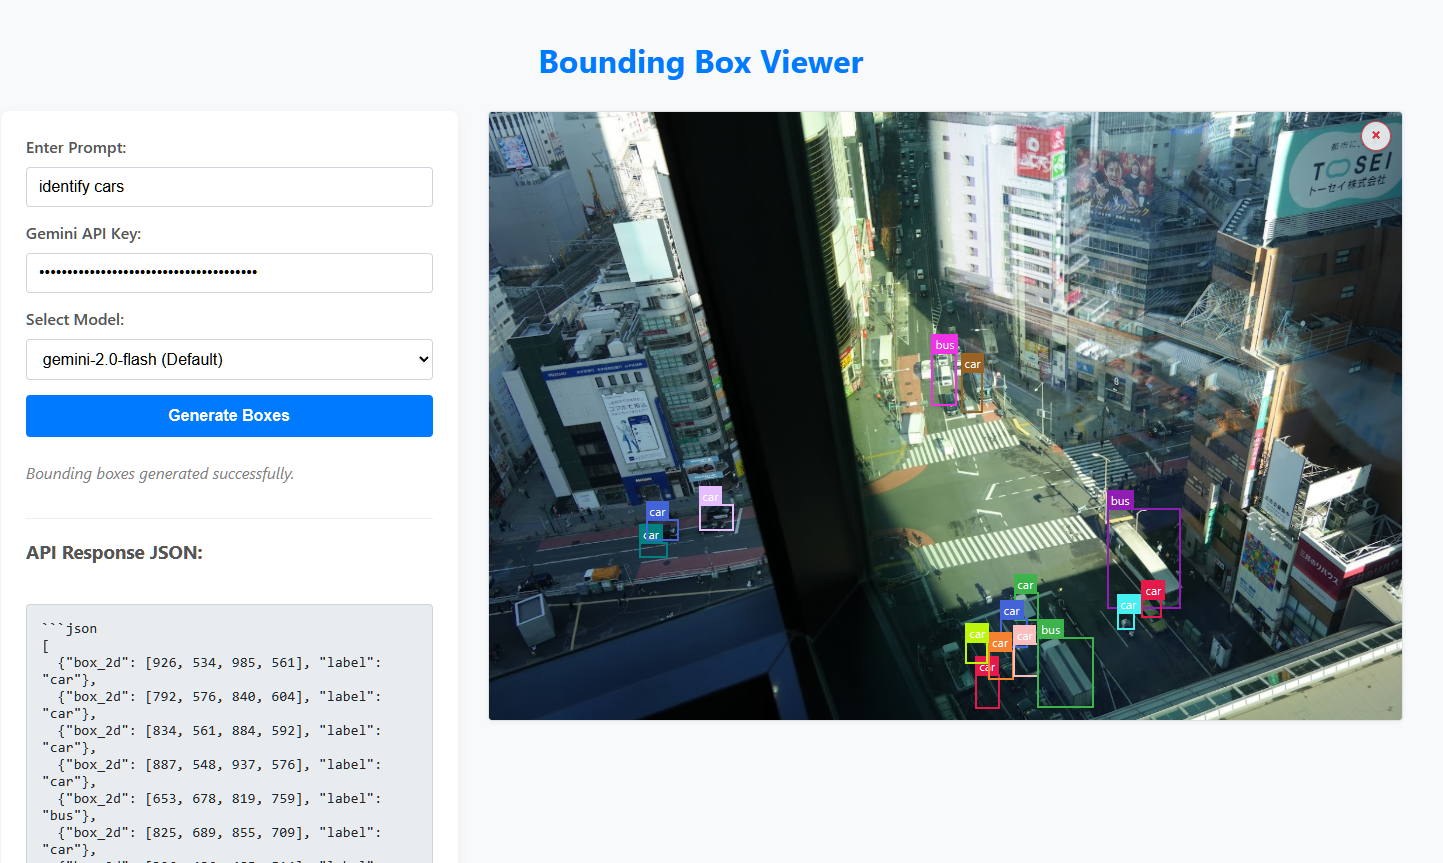 Bounding Box Viewer
Enter Prompt:
identify cars
Gemini API Key:
•••••••••••••••••••••••••••••••••••••••
Select Model:
gemini-2.0-flash (Default)
Generate Boxes
Bounding boxes generated successfully.
API Response JSON:
```json
[
{"box_2d": [926, 534, 985, 561], "label":
"car"},
{"box_2d": [792, 576, 840, 604], "label":
"car"},
{"box_2d": [834, 561, 884, 592], "label":
"car"},
{"box_2d": [887, 548, 937, 576], "label":
"car"},
{"box_2d": [653, 678, 819, 759], "label":
"bus"},
{"box_2d": [825, 689, 855, 709], "label":
"car"},
×
都市に、
TOSEI
トーセイ株式会社
bus
car
car
car
car
bus
car
car
car
car
car
car
car
bus
car